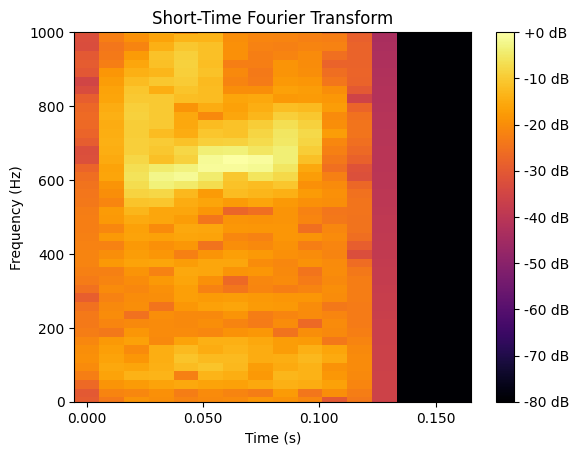 Short-Time Fourier Transform
1000
800
600
400
200
0
Frequency (Hz)
0.000
0.050
0.100
0.150
Time (s)
+0 dB
-10 dB
-20 dB
-30 dB
-40 dB
-50 dB
-60 dB
-70 dB
-80 dB